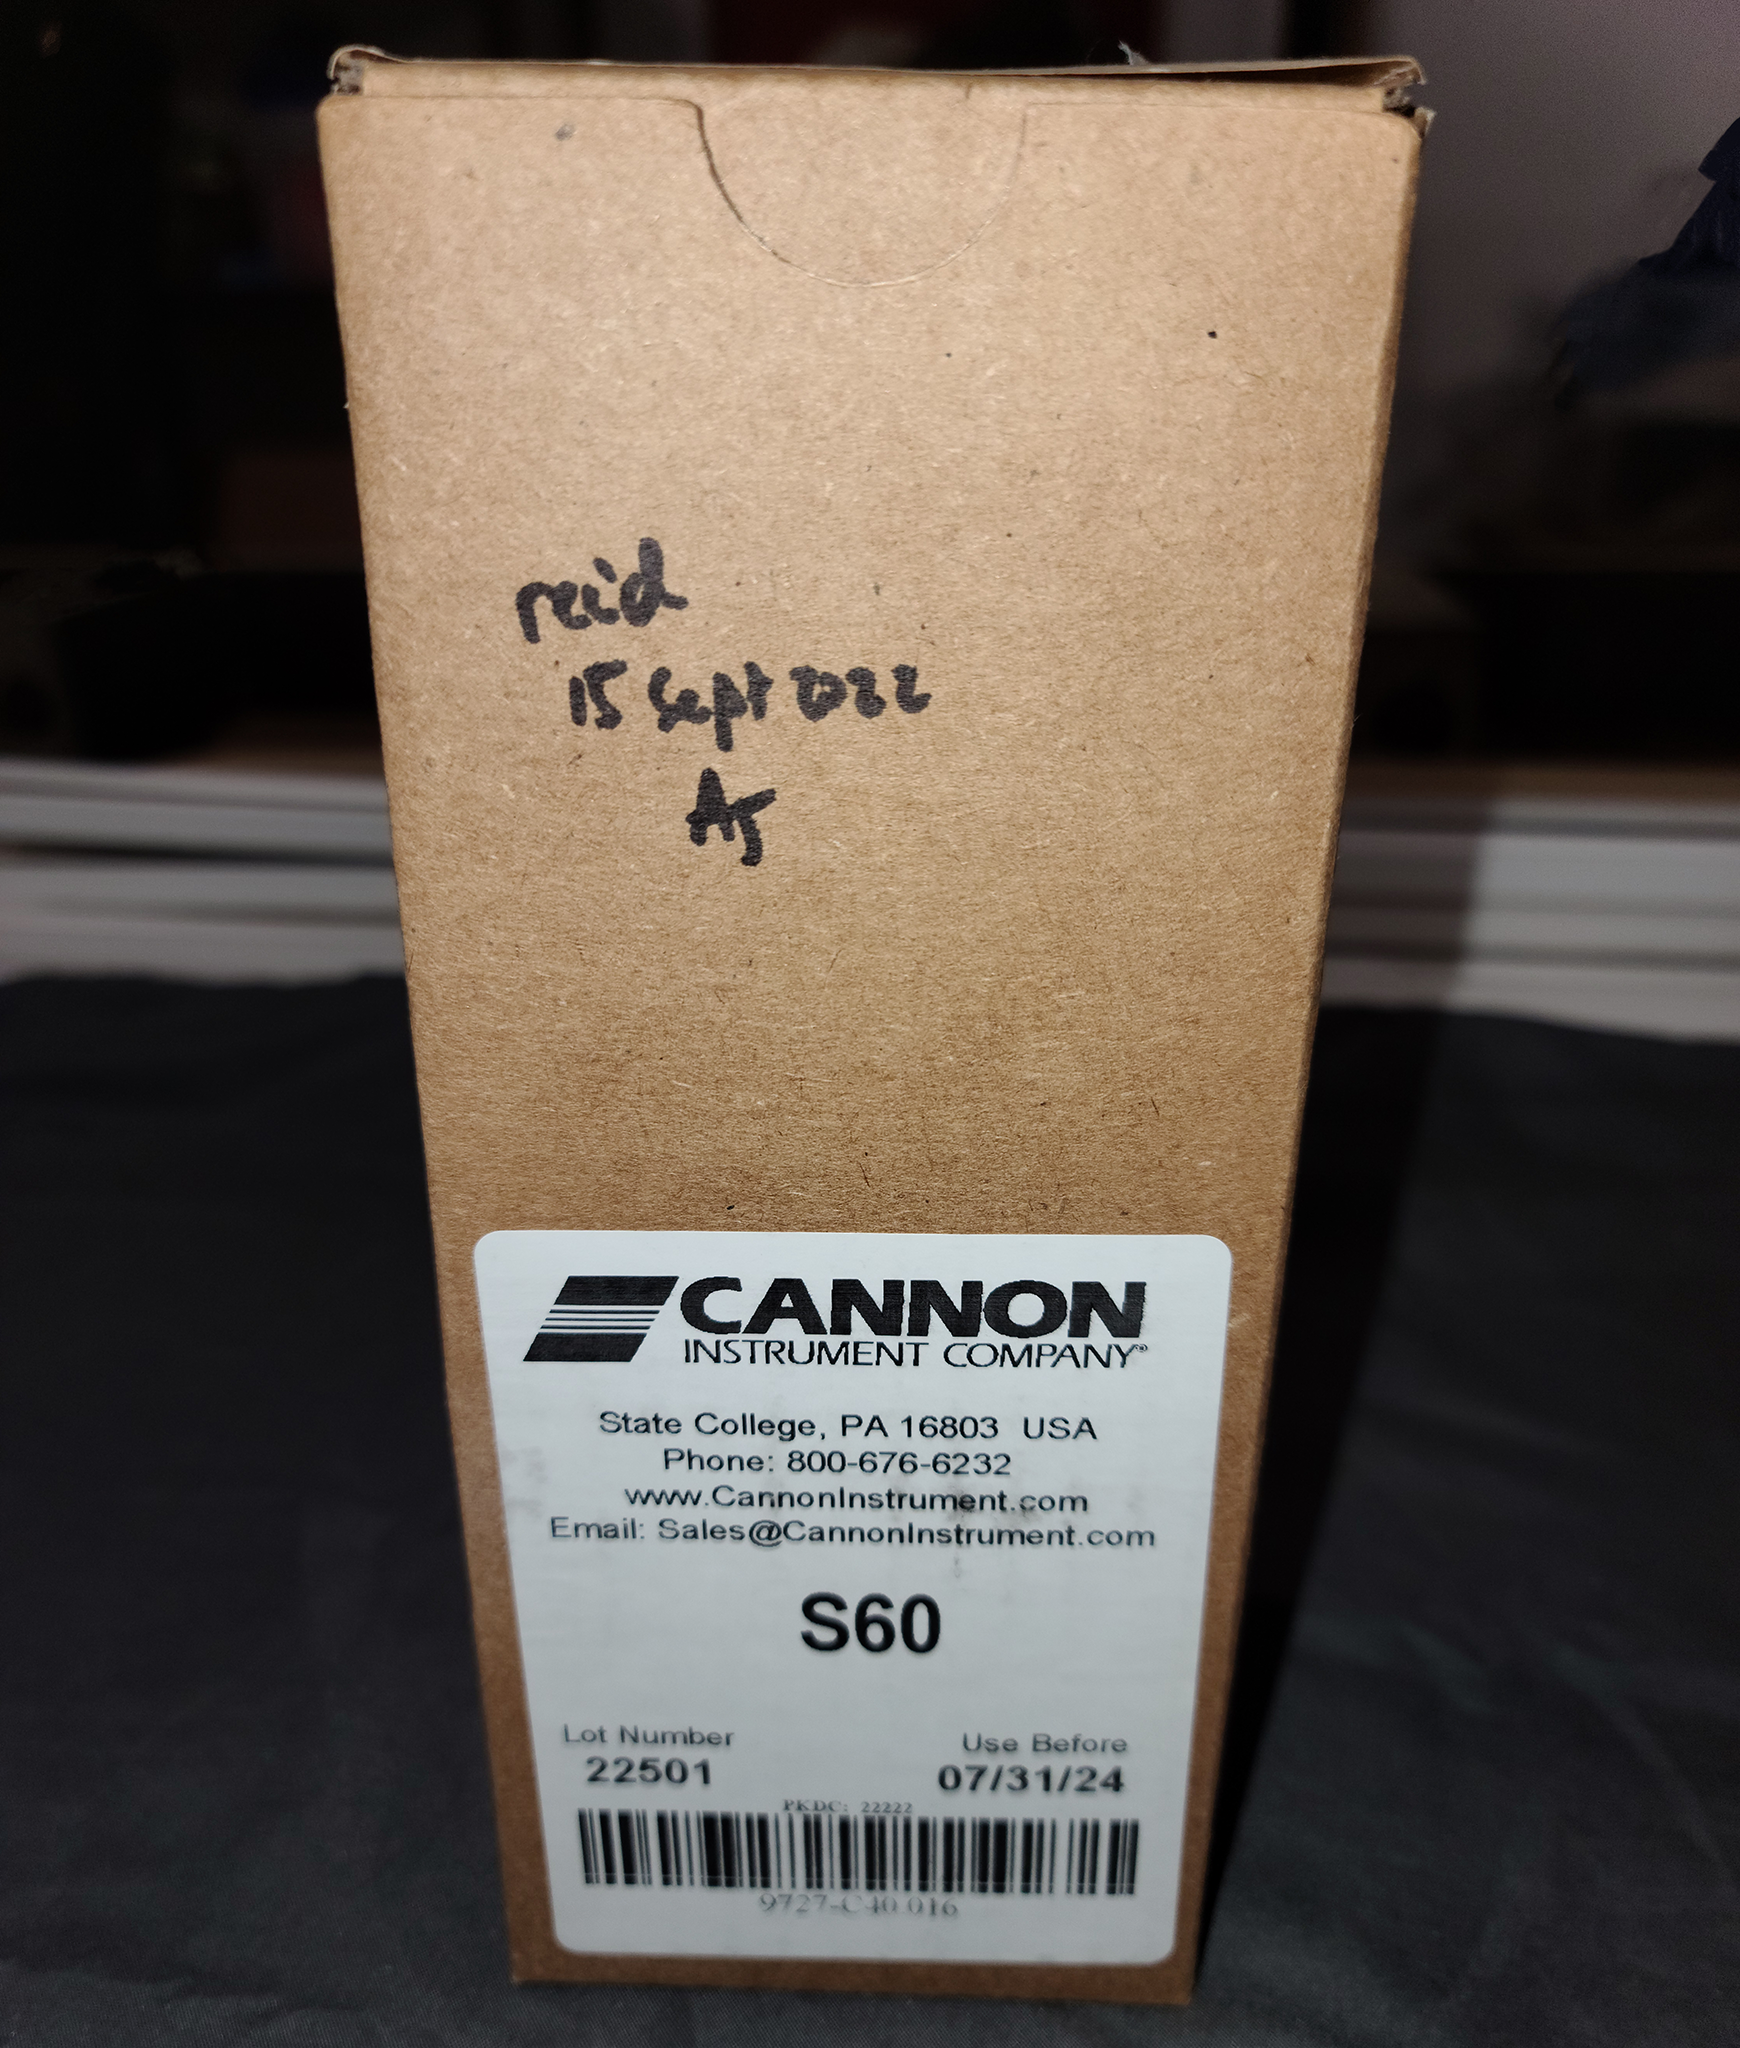 reid
15 Sept 2022
AJ
CANNON
INSTRUMENT COMPANY®
State College, PA 16803 USA
Phone: 800-676-6232
www.CannonInstrument.com
Email: Sales@CannonInstrument.com
S60
Lot Number Use Before
22501 07/31/24
PKDC: 22222
9727-C40.016